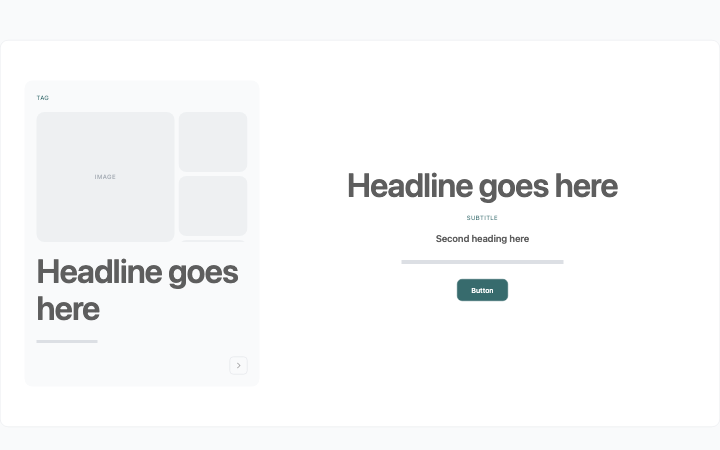 TAG
IMAGE
Headline goes
here
Headline goes here
SUBTITLE
Second heading here
Button